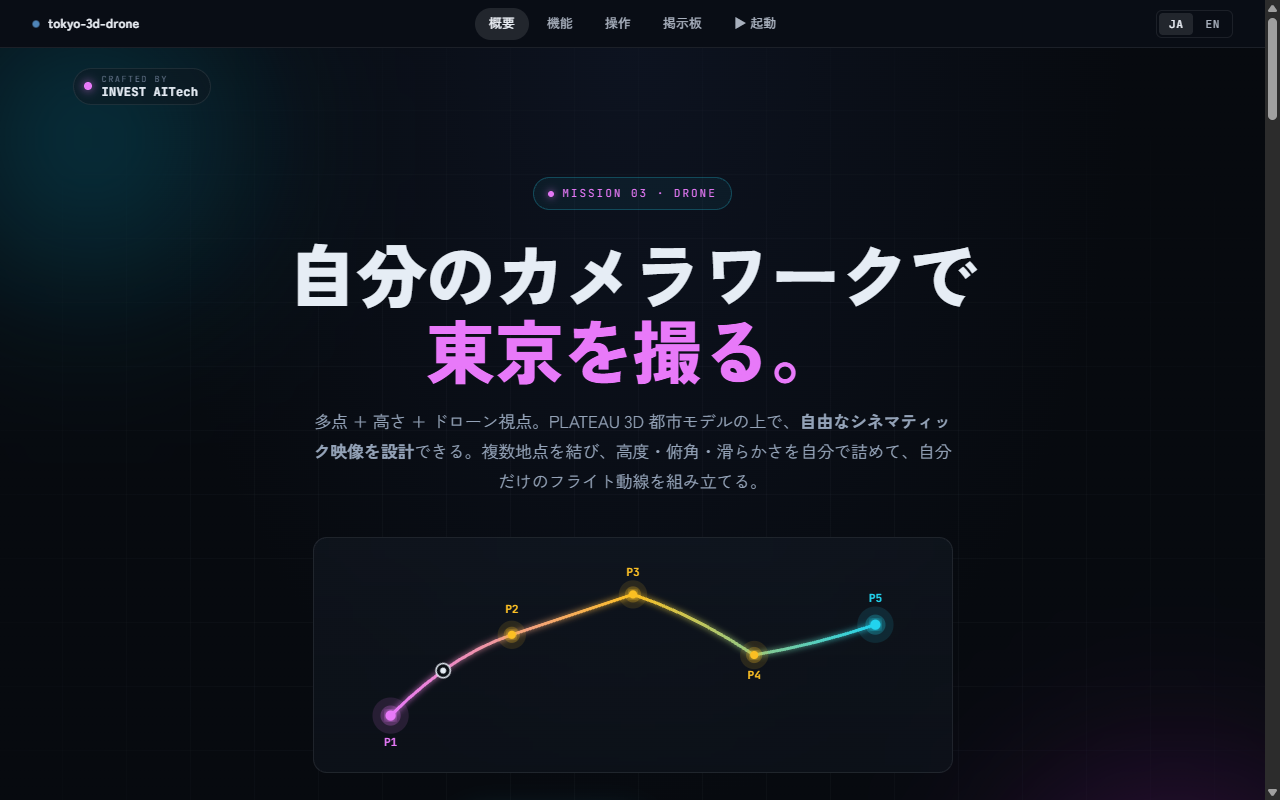 tokyo-3d-drone
概要
機能
操作
掲示板
▶ 起動
JA
EN
CRAFTED BY
INVEST AITech
MISSION 03 · DRONE
自分のカメラワークで
東京を撮る。
多点 ＋ 高さ ＋ ドローン視点。PLATEAU 3D 都市モデルの上で、自由なシネマティッ
ク映像を設計できる。複数地点を結び、高度・俯角・滑らかさを自分で詰めて、自分
だけのフライト動線を組み立てる。
P3
P5
P2
P4
P1